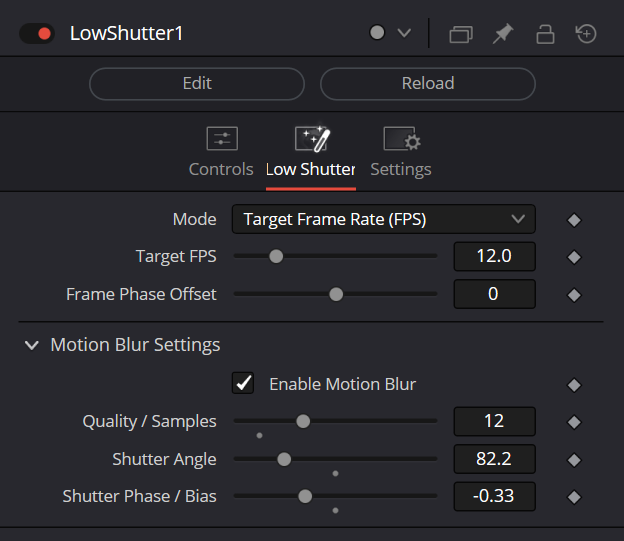 LowShutter1
Edit Reload
Controls Low Shutter Settings
Mode Target Frame Rate (FPS)
Target FPS 12.0
Frame Phase Offset 0
Motion Blur Settings
Enable Motion Blur
Quality / Samples 12
Shutter Angle 82.2
Shutter Phase / Bias -0.33